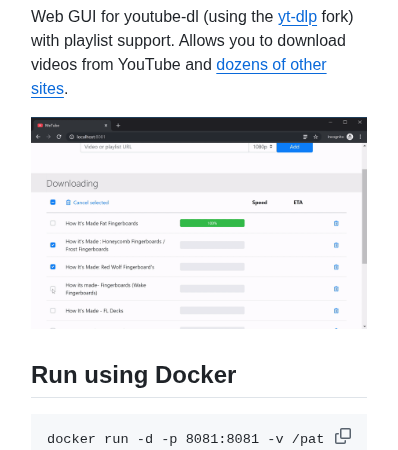 Web GUI for youtube-dl (using the yt-dlp fork)
with playlist support. Allows you to download
videos from YouTube and dozens of other
sites.
MeTube
localhost:8081
Video or playlist URL 1080p Add
Downloading
Cancel selected Speed ETA
How It's Made Fat Fingerboards 100%
How it's Made : Honeycomb Fingerboards /
Frost Fingerboards
How It's Made: Red Wolf Fingerboard's
How its made- Fingerboards (Wake
Fingerboards)
How It's Made - FL Decks
Run using Docker
docker run -d -p 8081:8081 -v /pat